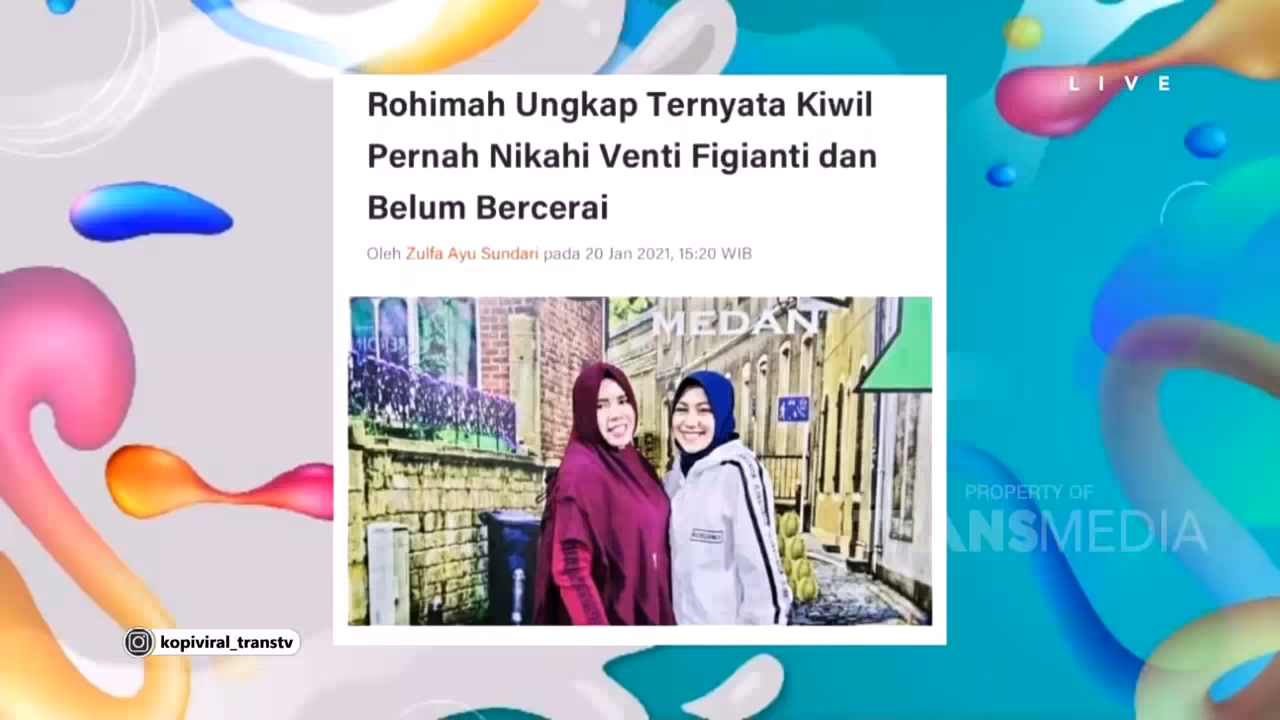 LIVE
Rohimah Ungkap Ternyata Kiwil
Pernah Nikahi Venti Figianti dan
Belum Bercerai
Oleh Zulfa Ayu Sundari pada 20 Jan 2021, 15:20 WIB
MEDAN
PROPERTY OF
TRANSMEDIA
kopiviral_transtv